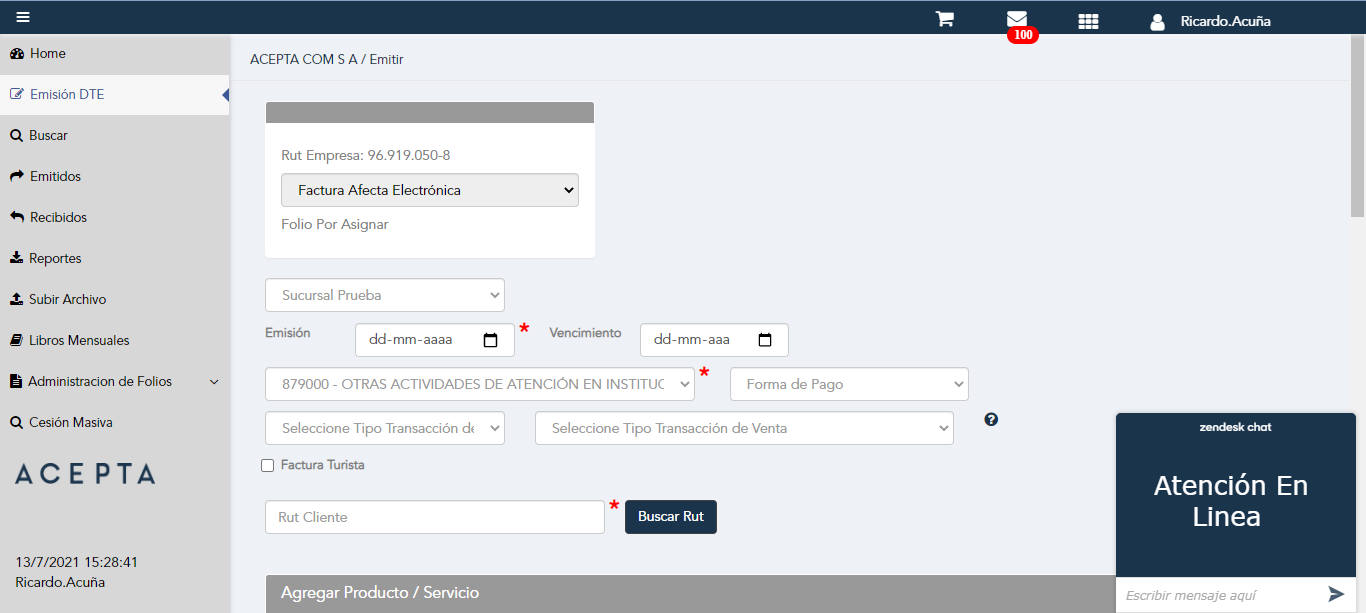 Ricardo.Acuña
100
Home
Emisión DTE
Buscar
Emitidos
Recibidos
Reportes
Subir Archivo
Libros Mensuales
Administracion de Folios
Cesión Masiva
ACEPTA
13/7/2021 15:28:41
Ricardo.Acuña
ACEPTA COM S A / Emitir
Rut Empresa: 96.919.050-8
Factura Afecta Electrónica
Folio Por Asignar
Sucursal Prueba
Emisión dd-mm-aaaa * Vencimiento dd-mm-aaa
879000 - OTRAS ACTIVIDADES DE ATENCIÓN EN INSTITUC * Forma de Pago
Seleccione Tipo Transacción de Seleccione Tipo Transacción de Venta ?
Factura Turista
Rut Cliente * Buscar Rut
Agregar Producto / Servicio
zendesk chat
Atención En
Linea
Escribir mensaje aquí